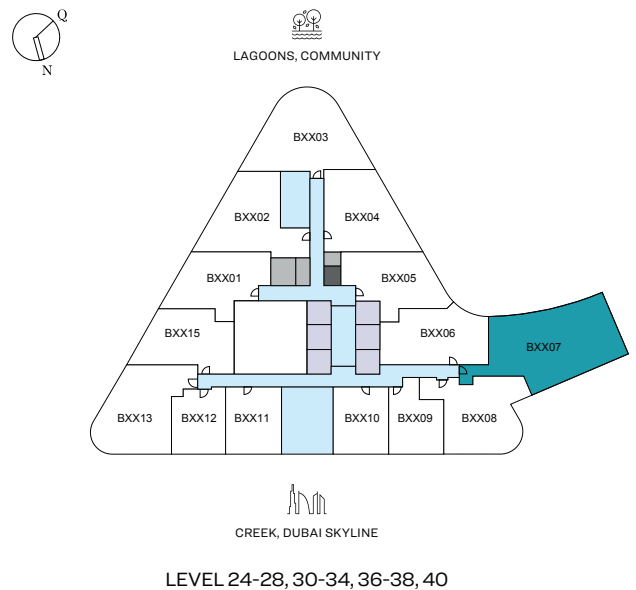 Q
N
LAGOONS, COMMUNITY
BXX03
BXX02
BXX04
BXX01
BXX05
BXX15
BXX06
BXX07
BXX13
BXX12
BXX11
BXX10
BXX09
BXX08
CREEK, DUBAI SKYLINE
LEVEL 24-28, 30-34, 36-38, 40